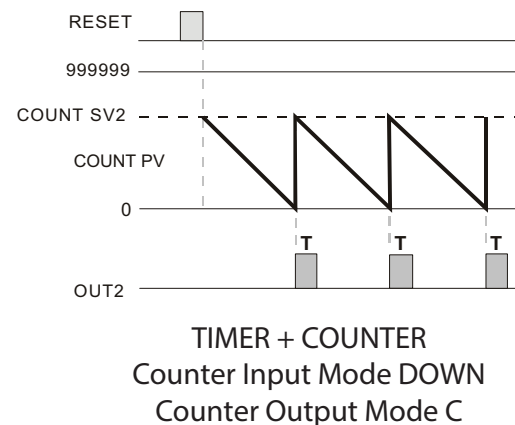 RESET
999999
COUNT SV2
COUNT PV
0
T T T
OUT2
TIMER + COUNTER
Counter Input Mode DOWN
Counter Output Mode C